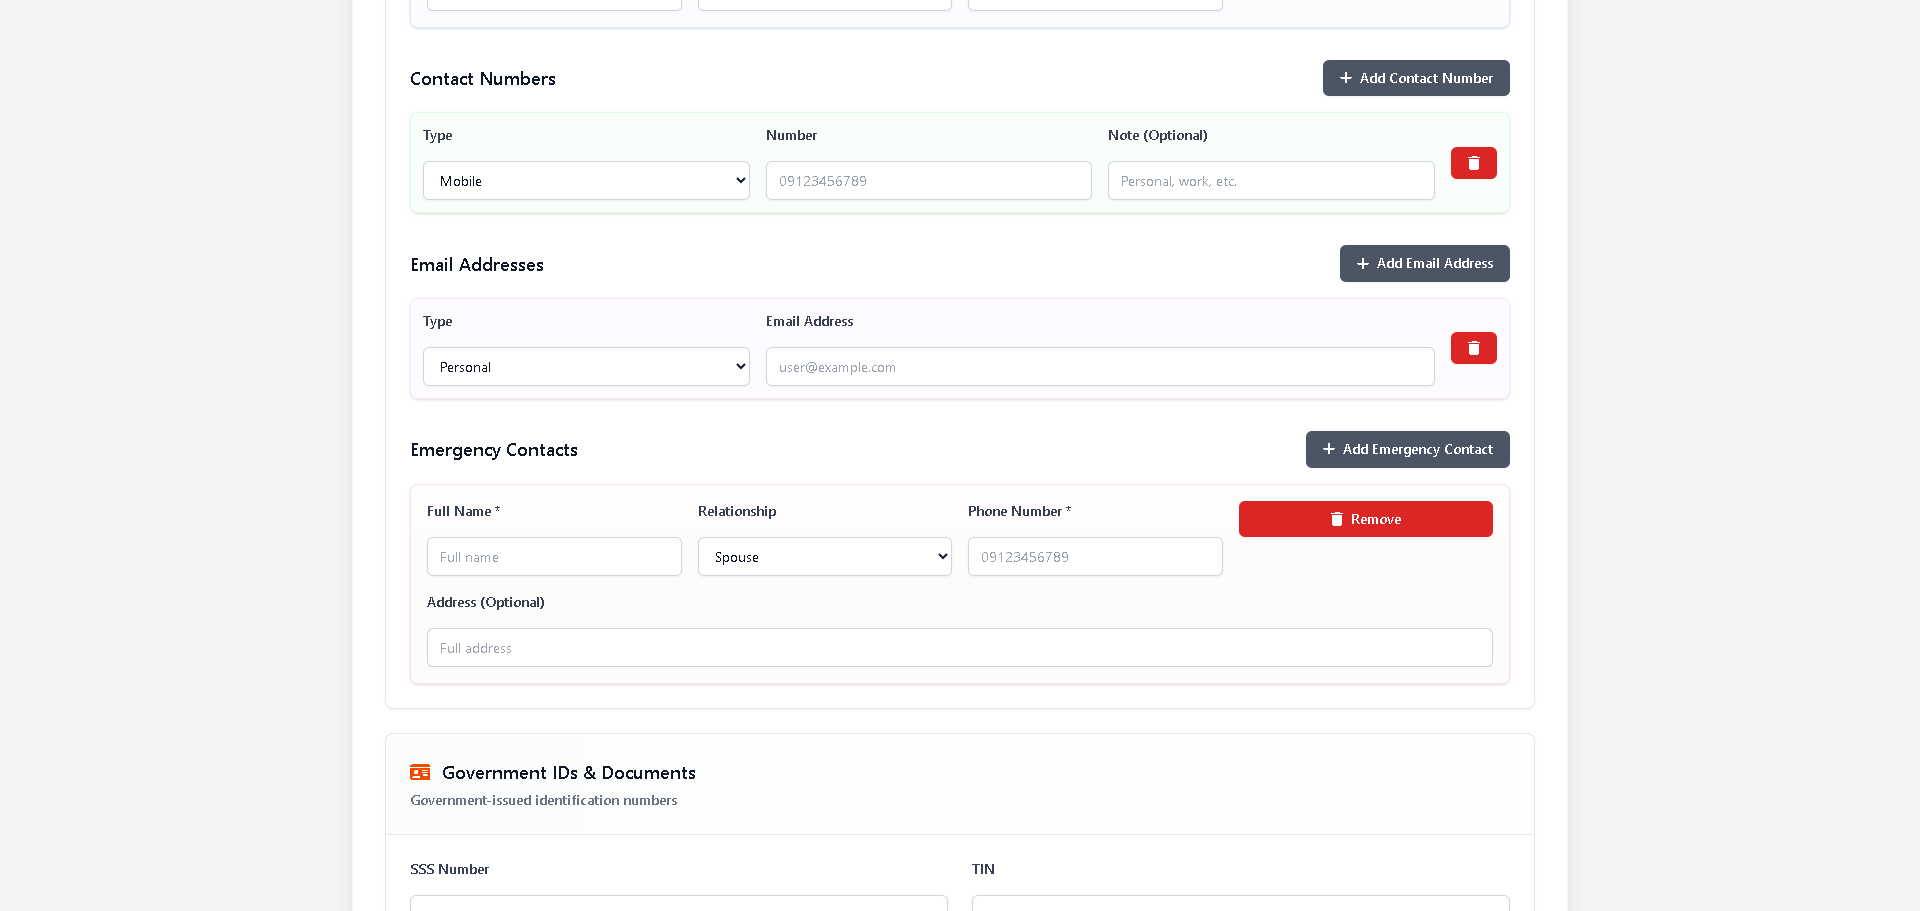 Contact Numbers
Add Contact Number
Type
Number
Note (Optional)
Mobile
09123456789
Personal, work, etc.
Email Addresses
Add Email Address
Type
Email Address
Personal
user@example.com
Emergency Contacts
Add Emergency Contact
Full Name *
Relationship
Phone Number *
Remove
Full name
Spouse
09123456789
Address (Optional)
Full address
Government IDs & Documents
Government-issued identification numbers
SSS Number
TIN